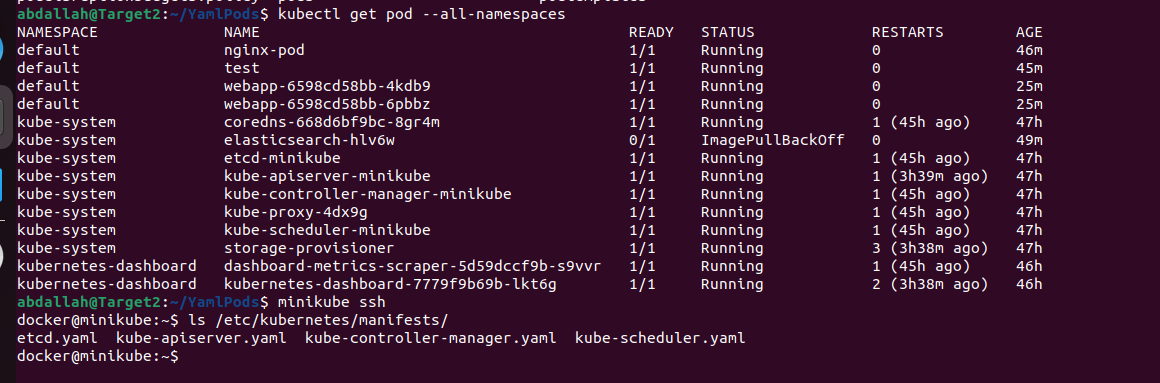 abdallah@Target2:~/YamlPods$ kubectl get pod --all-namespaces
NAMESPACE NAME READY STATUS RESTARTS AGE
default nginx-pod 1/1 Running 0 46m
default test 1/1 Running 0 45m
default webapp-6598cd58bb-4kdb9 1/1 Running 0 25m
default webapp-6598cd58bb-6pbbz 1/1 Running 0 25m
kube-system coredns-668d6bf9bc-8gr4m 1/1 Running 1 (45h ago) 47h
kube-system elasticsearch-hlv6w 0/1 ImagePullBackOff 0 49m
kube-system etcd-minikube 1/1 Running 1 (45h ago) 47h
kube-system kube-apiserver-minikube 1/1 Running 1 (3h39m ago) 47h
kube-system kube-controller-manager-minikube 1/1 Running 1 (45h ago) 47h
kube-system kube-proxy-4dx9g 1/1 Running 1 (45h ago) 47h
kube-system kube-scheduler-minikube 1/1 Running 1 (45h ago) 47h
kube-system storage-provisioner 1/1 Running 3 (3h38m ago) 47h
kubernetes-dashboard dashboard-metrics-scraper-5d59dccf9b-s9vvr 1/1 Running 1 (45h ago) 46h
kubernetes-dashboard kubernetes-dashboard-7779f9b69b-lkt6g 1/1 Running 2 (3h38m ago) 46h
abdallah@Target2:~/YamlPods$ minikube ssh
docker@minikube:~$ ls /etc/kubernetes/manifests/
etcd.yaml kube-apiserver.yaml kube-controller-manager.yaml kube-scheduler.yaml
docker@minikube:~$